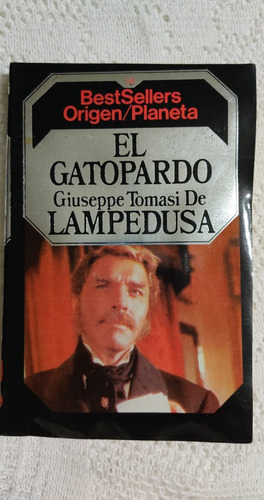 BestSellers
Origen/Planeta
EL
GATOPARDO
Giuseppe Tomasi De
LAMPEDUSA